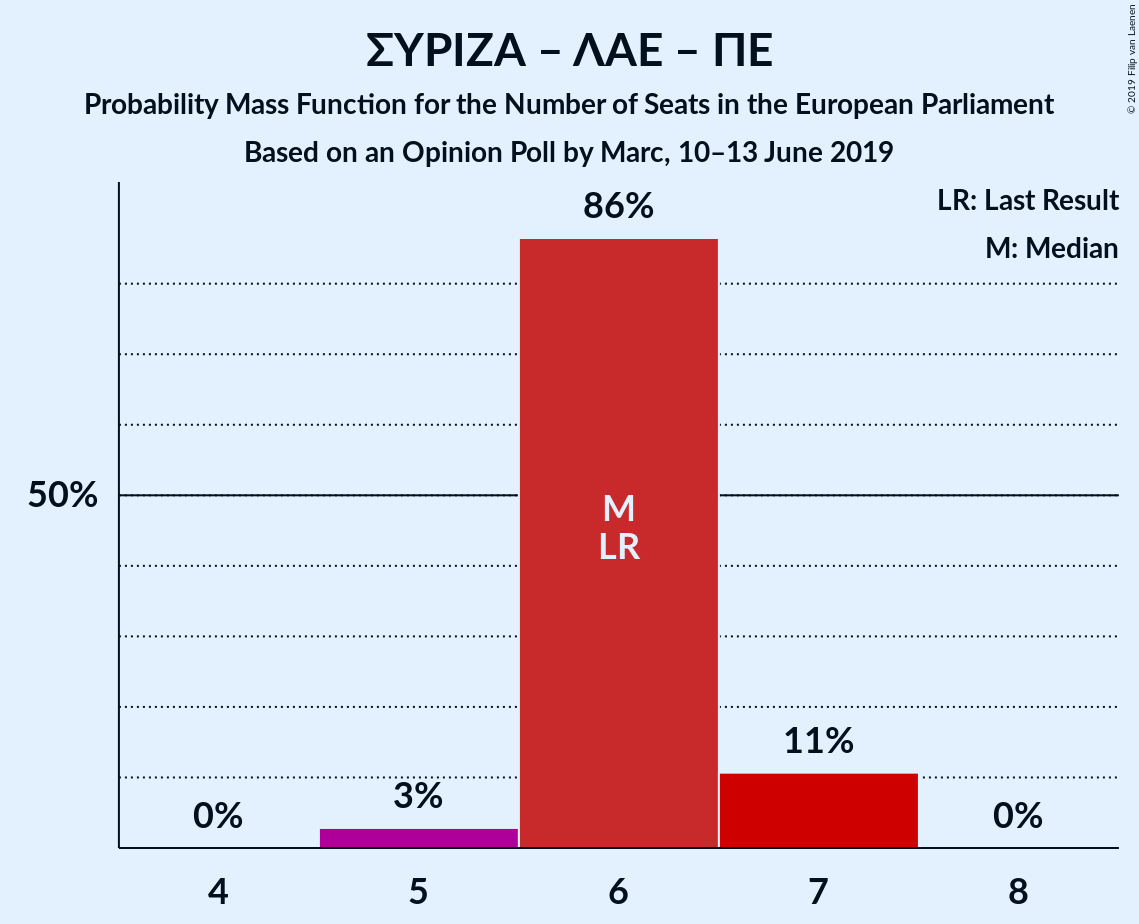 ΣΥΡΙΖΑ – ΛΑΕ – ΠΕ
Probability Mass Function for the Number of Seats in the European Parliament
Based on an Opinion Poll by Marc, 10–13 June 2019
© 2019 Filip van Laenen
LR: Last Result
M: Median
86%
50%
M
LR
11%
3%
0%
0%
4
5
6
7
8